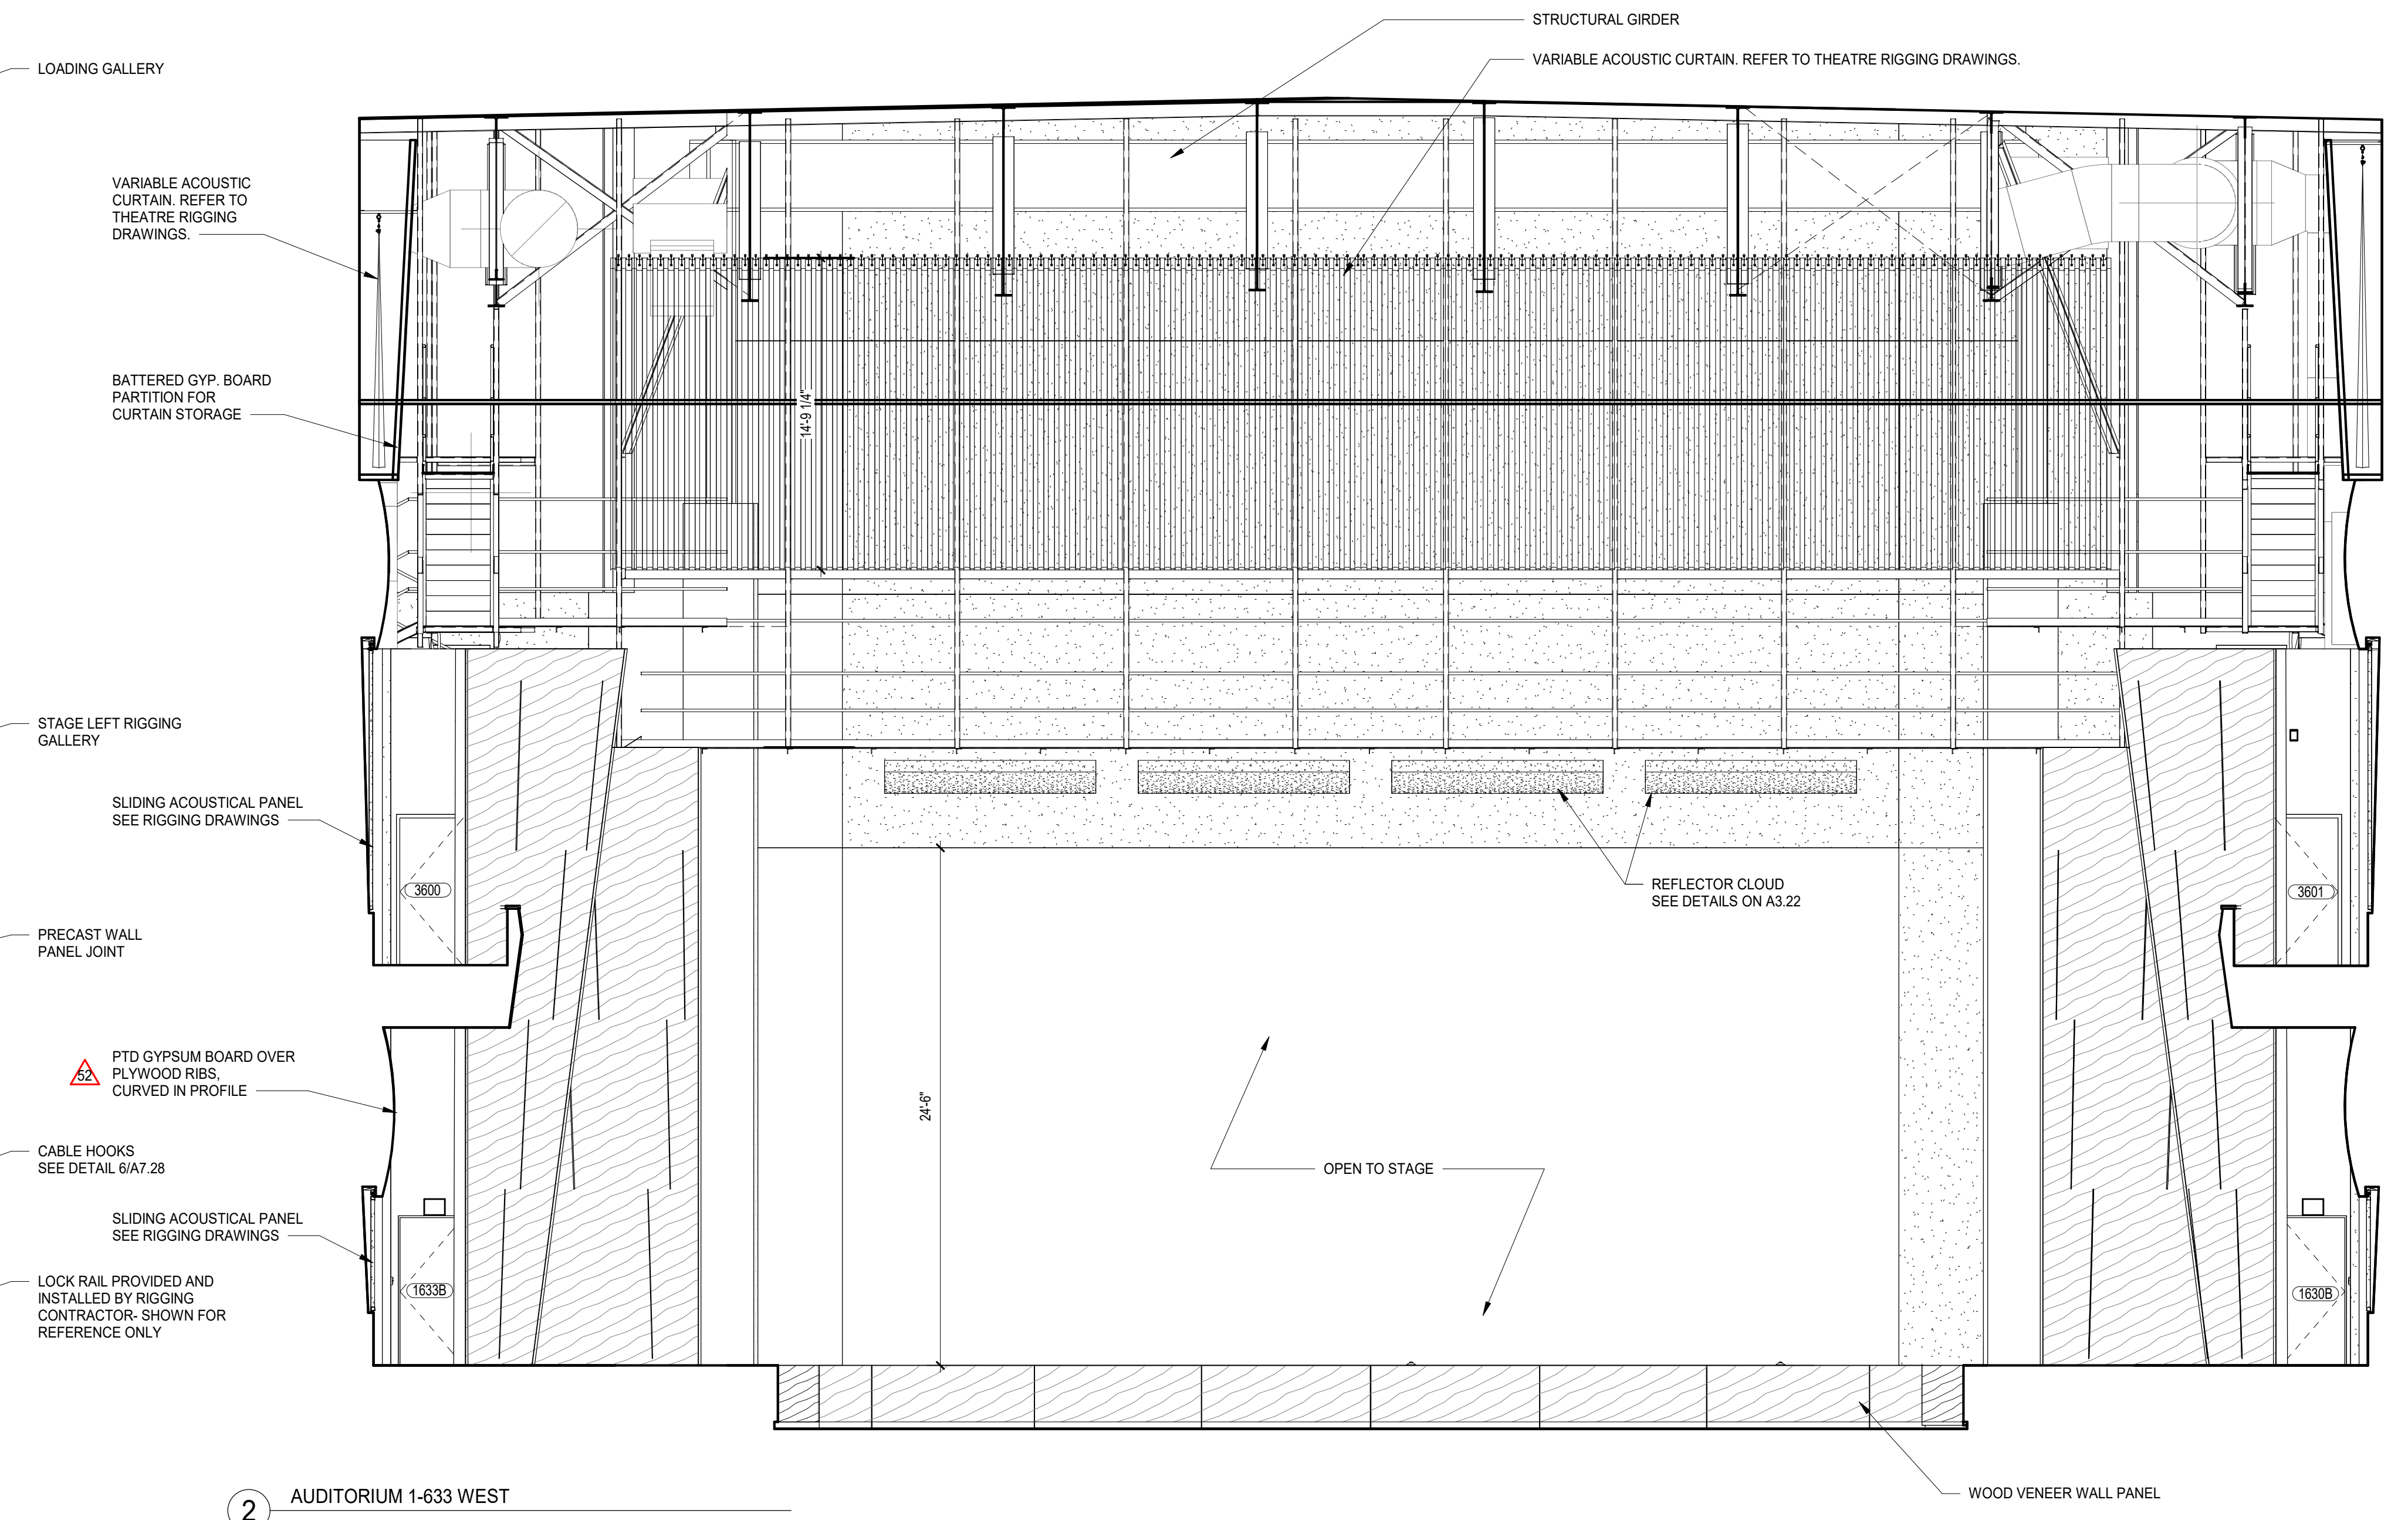 STRUCTURAL GIRDER
VARIABLE ACOUSTIC CURTAIN. REFER TO THEATRE RIGGING DRAWINGS.
LOADING GALLERY
VARIABLE ACOUSTIC
CURTAIN. REFER TO
THEATRE RIGGING
DRAWINGS.
BATTERED GYP. BOARD
PARTITION FOR
CURTAIN STORAGE
14'-9 1/4"
STAGE LEFT RIGGING
GALLERY
SLIDING ACOUSTICAL PANEL
SEE RIGGING DRAWINGS
3600
REFLECTOR CLOUD
SEE DETAILS ON A3.22
3601
PRECAST WALL
PANEL JOINT
52
PTD GYPSUM BOARD OVER
PLYWOOD RIBS,
CURVED IN PROFILE
24'-6"
CABLE HOOKS
SEE DETAIL 6/A7.28
OPEN TO STAGE
SLIDING ACOUSTICAL PANEL
SEE RIGGING DRAWINGS
LOCK RAIL PROVIDED AND
INSTALLED BY RIGGING
CONTRACTOR- SHOWN FOR
REFERENCE ONLY
1633B
1630B
WOOD VENEER WALL PANEL
2
AUDITORIUM 1-633 WEST